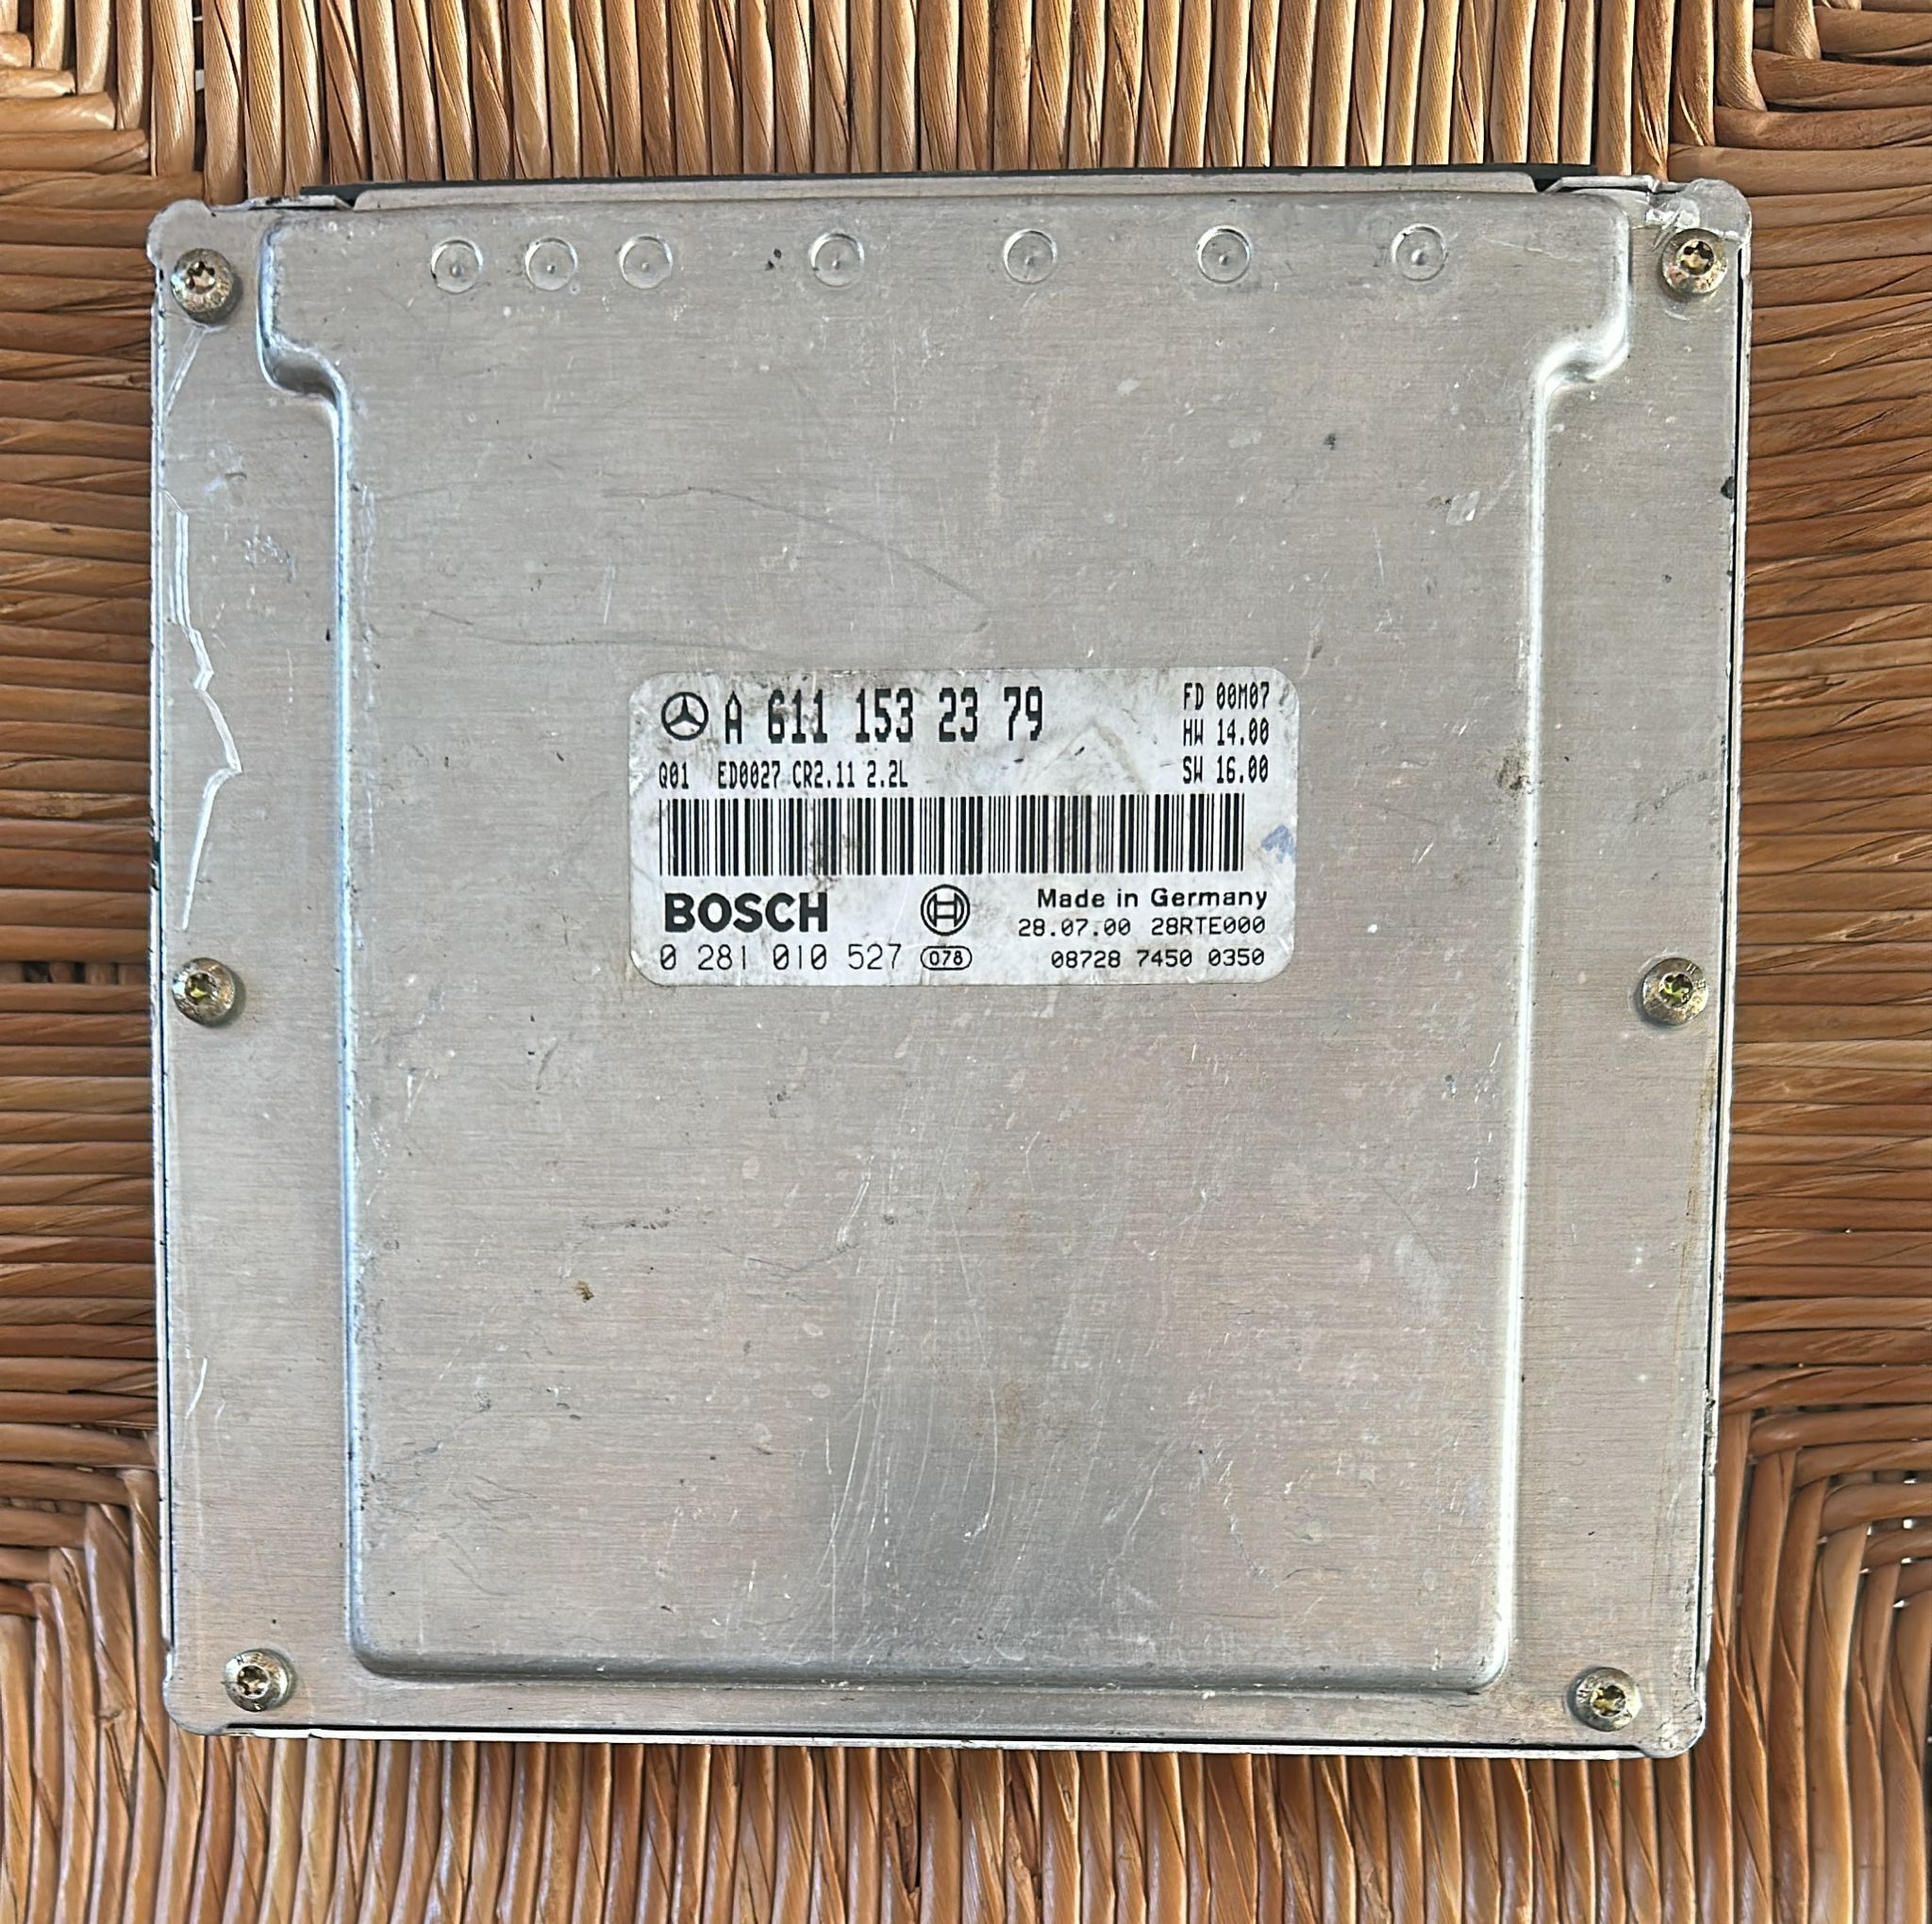 A 611 153 23 79
FD 00M07
HW 14.00
Q01 ED0027 CR2.11 2.2L
SW 16.00
BOSCH
Made in Germany
28.07.00 28RTE000
0 281 010 527 078
08728 7450 0350